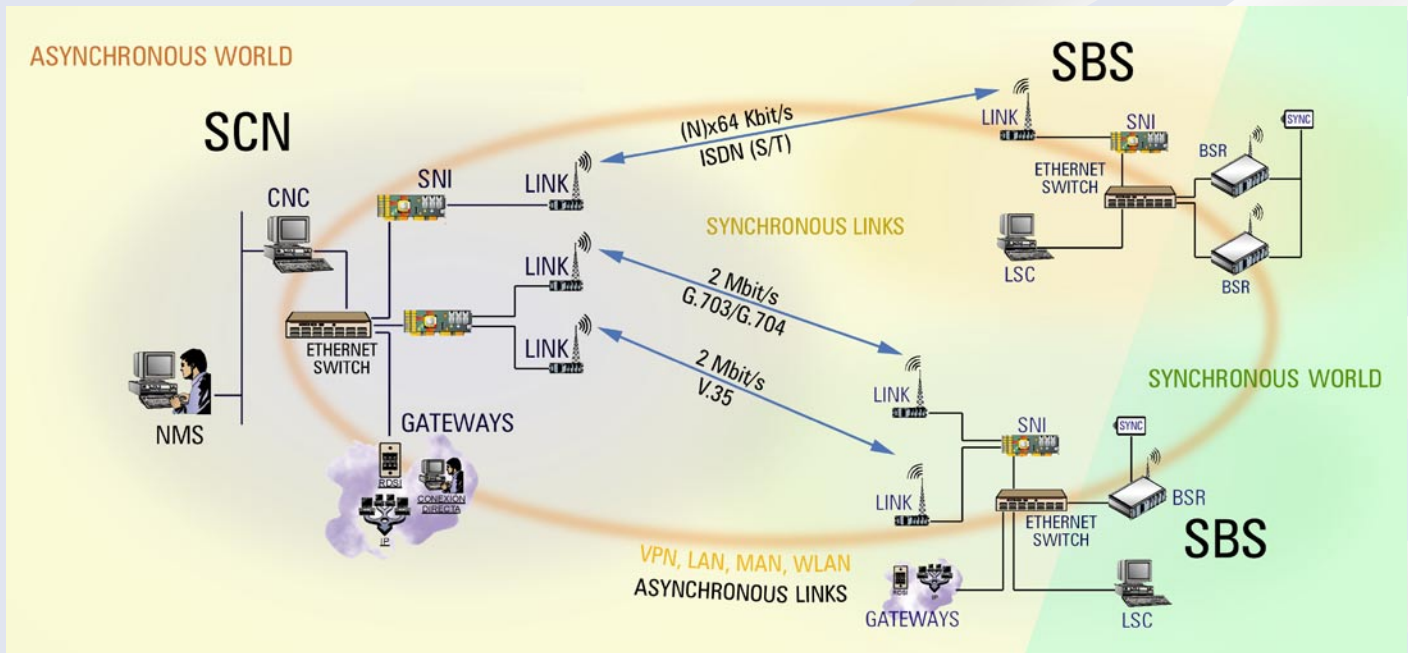 ASYNCHRONOUS WORLD
SCN
CNC
SNI
LINK
LINK
LINK
ETHERNET
SWITCH
NMS
GATEWAYS
RDSI
CONEXION
DIRECTA
IP
(N)x64 Kbit/s
ISDN (S/T)
SYNCHRONOUS LINKS
2 Mbit/s
G.703/G.704
2 Mbit/s
V.35
SBS
LINK
SNI
ETHERNET
SWITCH
LSC
BSR
BSR
SYNC
SYNCHRONOUS WORLD
LINK
LINK
SNI
SYNC
BSR
ETHERNET
SWITCH
SBS
VPN, LAN, MAN, WLAN
ASYNCHRONOUS LINKS
RDSI
IP
GATEWAYS
LSC